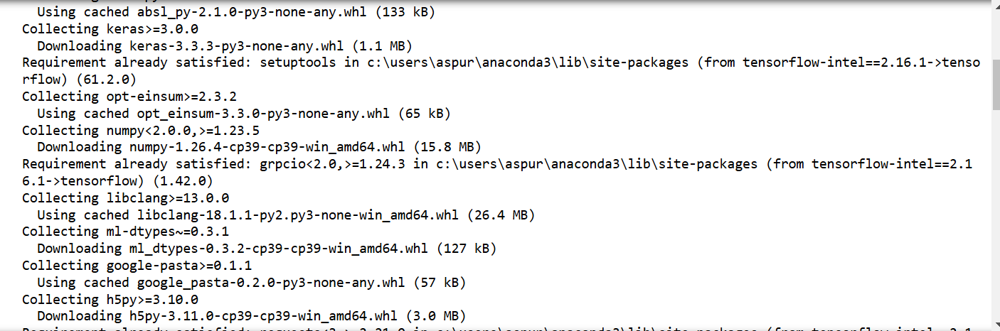 Using cached absl_py-2.1.0-py3-none-any.whl (133 kB)
Collecting keras>=3.0.0
Downloading keras-3.3.3-py3-none-any.whl (1.1 MB)
Requirement already satisfied: setuptools in c:\users\aspur\anaconda3\lib\site-packages (from tensorflow-intel==2.16.1->tenso
rflow) (61.2.0)
Collecting opt-einsum>=2.3.2
Using cached opt_einsum-3.3.0-py3-none-any.whl (65 kB)
Collecting numpy<2.0.0,>=1.23.5
Downloading numpy-1.26.4-cp39-cp39-win_amd64.whl (15.8 MB)
Requirement already satisfied: grpcio<2.0,>=1.24.3 in c:\users\aspur\anaconda3\lib\site-packages (from tensorflow-intel==2.1
6.1->tensorflow) (1.42.0)
Collecting libclang>=13.0.0
Using cached libclang-18.1.1-py2.py3-none-win_amd64.whl (26.4 MB)
Collecting ml-dtypes~=0.3.1
Downloading ml_dtypes-0.3.2-cp39-cp39-win_amd64.whl (127 kB)
Collecting google-pasta>=0.1.1
Using cached google_pasta-0.2.0-py3-none-any.whl (57 kB)
Collecting h5py>=3.10.0
Downloading h5py-3.11.0-cp39-cp39-win_amd64.whl (3.0 MB)